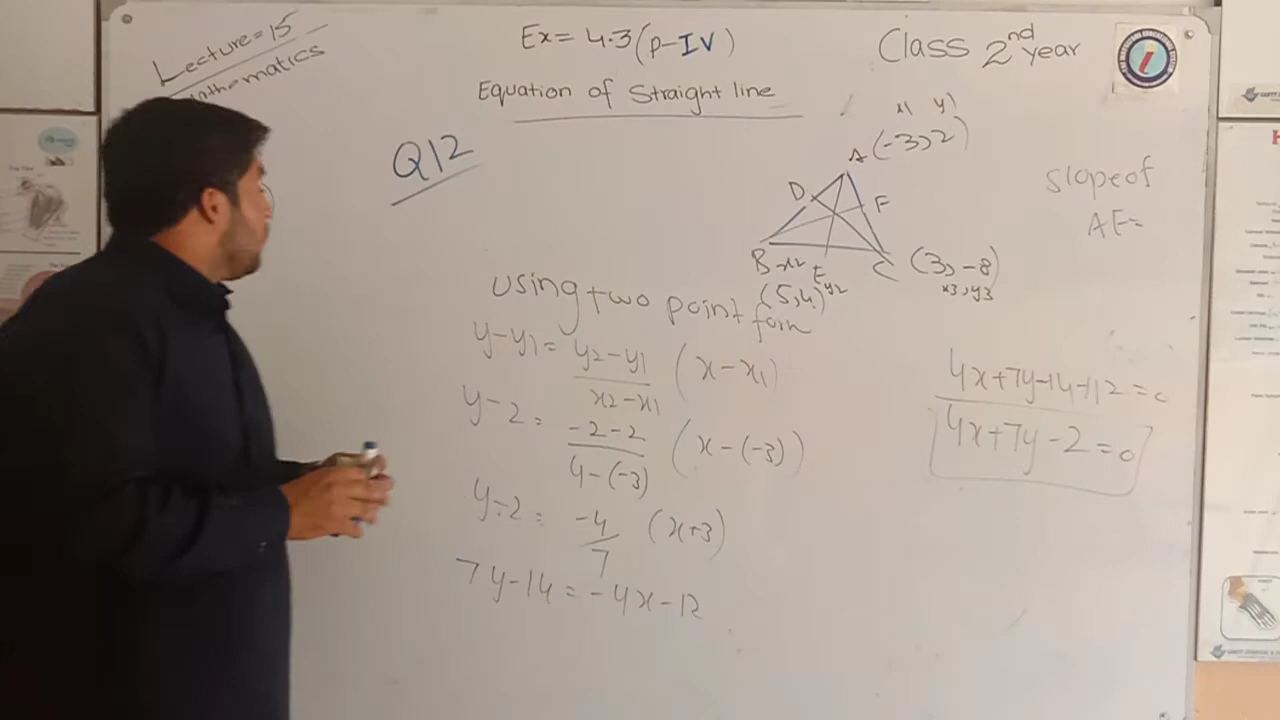 Lecture=15
Mathematics
Ex= 4.3(P-IV)
Equation of Straight line
Class 2nd year
Q12
x1 y1
A (-3,2)
D
F
B x2 E C (3,-8)
(5,4) y2
x3,y3
slope of
AE=
using two point form
y-y1= y2-y1 (x-x1)
x2-x1
y-2= -2-2 (x-(-3))
4-(-3)
y-2= -4 (x+3)
7
7y-14=-4x-12
4x+7y-14+12=0
4x+7y-2=0